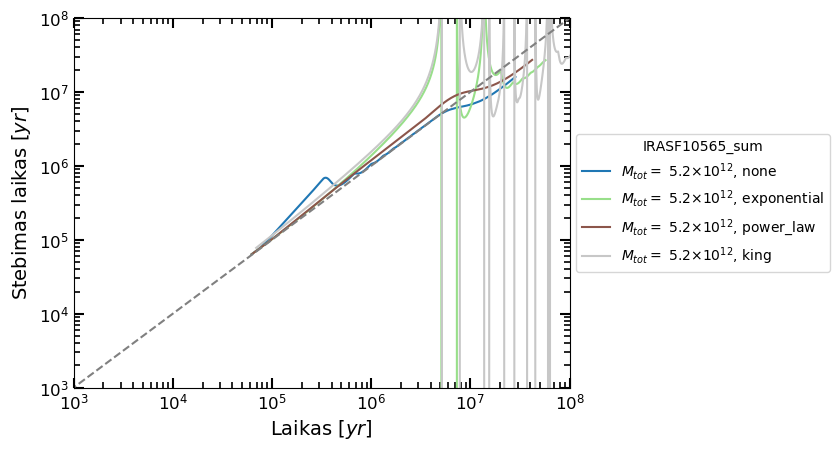 10⁸
10⁷
10⁶
10⁵
10⁴
10³
Stebimas laikas [yr]
10³ 10⁴ 10⁵ 10⁶ 10⁷ 10⁸
Laikas [yr]
IRASF10565_sum
M_tot = 5.2×10¹², none
M_tot = 5.2×10¹², exponential
M_tot = 5.2×10¹², power_law
M_tot = 5.2×10¹², king